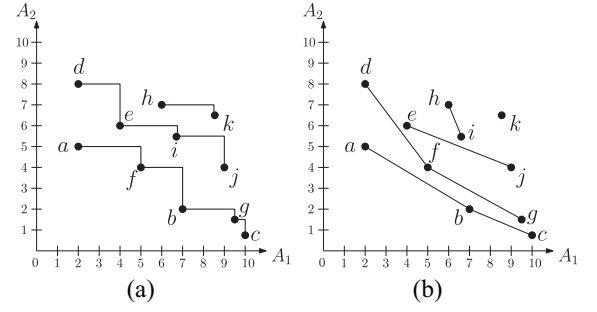 A2 A2
10 10
9 9
8 d 8 d
7 h 7 h
6 e k 6 e k
5 a i 5 a i
4 f j 4 f j
3 3
2 b g 2 b g
1 c 1 c
0 1 2 3 4 5 6 7 8 9 10 A1 0 1 2 3 4 5 6 7 8 9 10 A1
(a) (b)